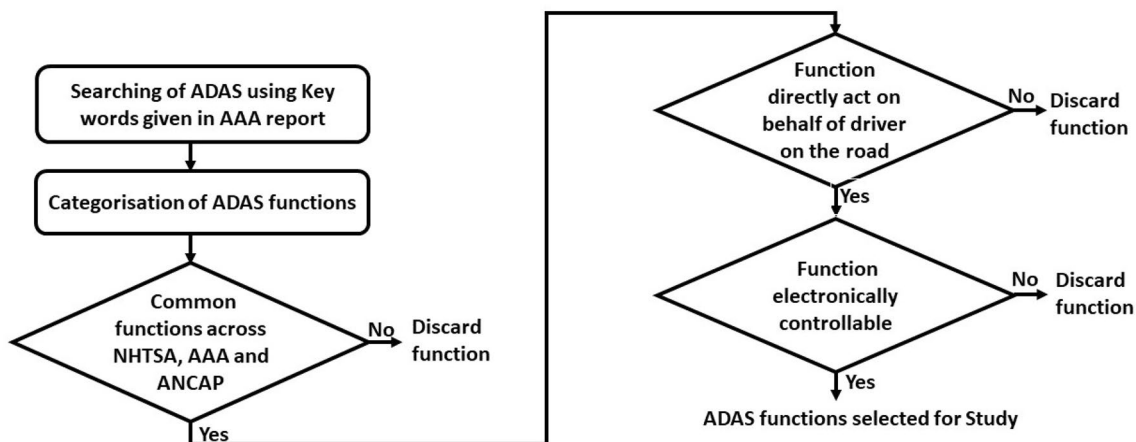 Searching of ADAS using Key
words given in AAA report
Categorisation of ADAS functions
Common
functions across
NHTSA, AAA and
ANCAP
No
Discard
function
Yes
Function
directly act on
behalf of driver
on the road
No
Discard
function
Yes
Function
electronically
controllable
No
Discard
function
Yes
ADAS functions selected for Study